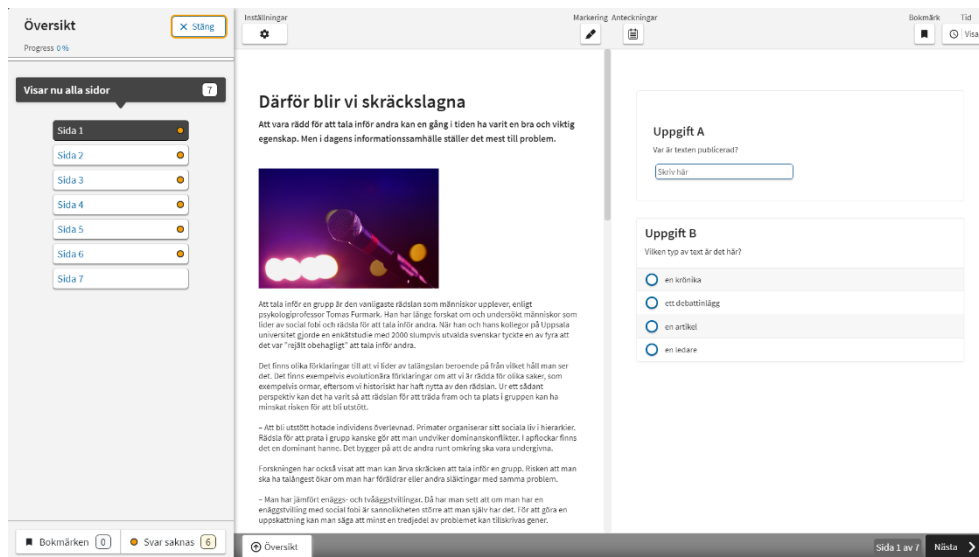 Översikt
× Stäng
Progress 0 %
Visar nu alla sidor 7
Sida 1
Sida 2
Sida 3
Sida 4
Sida 5
Sida 6
Sida 7
Bokmärken 0
Svar saknas 6
Inställningar
Markering
Anteckningar
Bokmärk
Tid
Visa
Därför blir vi skräckslagna
Att vara rädd för att tala inför andra kan en gång i tiden ha varit en bra och viktig
egenskap. Men i dagens informationssamhälle ställer det mest till problem.
Att tala inför en grupp är den vanligaste rädslan som människor upplever, enligt
psykologiprofessor Tomas Furmark. Han har länge forskat om och undersökt människor som
lider av social fobi och rädsla för att tala inför andra. När han och hans kollegor på Uppsala
universitet gjorde en enkätstudie med 2000 slumpvis utvalda svenskar tyckte en av fyra att
det var "rejält obehagligt" att tala inför andra.
Det finns olika förklaringar till att vi lider av talängslan beroende på från vilket håll man ser
det. Det finns exempelvis evolutionära förklaringar om att vi är rädda för olika saker, som
exempelvis ormar, eftersom vi historiskt har haft nytta av den rädslan. Ur ett sådant
perspektiv kan det ha varit så att rädslan för att träda fram och ta plats i gruppen kan ha
minskat risken för att bli utstött.
– Att bli utstött hotade individens överlevnad. Primater organiserar sitt sociala liv i hierarkier.
Rädsla för att prata i grupp kanske gör att man undviker dominanskonflikter. I apflockar finns
det en dominant hanne. Det bygger på att de andra runt omkring ska vara undergivna.
Forskningen har också visat att man kan ärva skräcken att tala inför en grupp. Risken att man
ska ha talängest ökar om man har föräldrar eller andra släktingar med samma problem.
– Man har jämfört enäggs- och tvåäggstvillingar. Då har man sett att om man har en
enäggstvilling med social fobi är sannolikheten större att man själv har det. För att göra en
uppskattning kan man säga att minst en tredjedel av problemet kan tillskrivas gener.
Uppgift A
Var är texten publicerad?
Skriv här
Uppgift B
Vilken typ av text är det här?
en krönika
ett debattinlägg
en artikel
en ledare
Översikt
Sida 1 av 7
Nästa